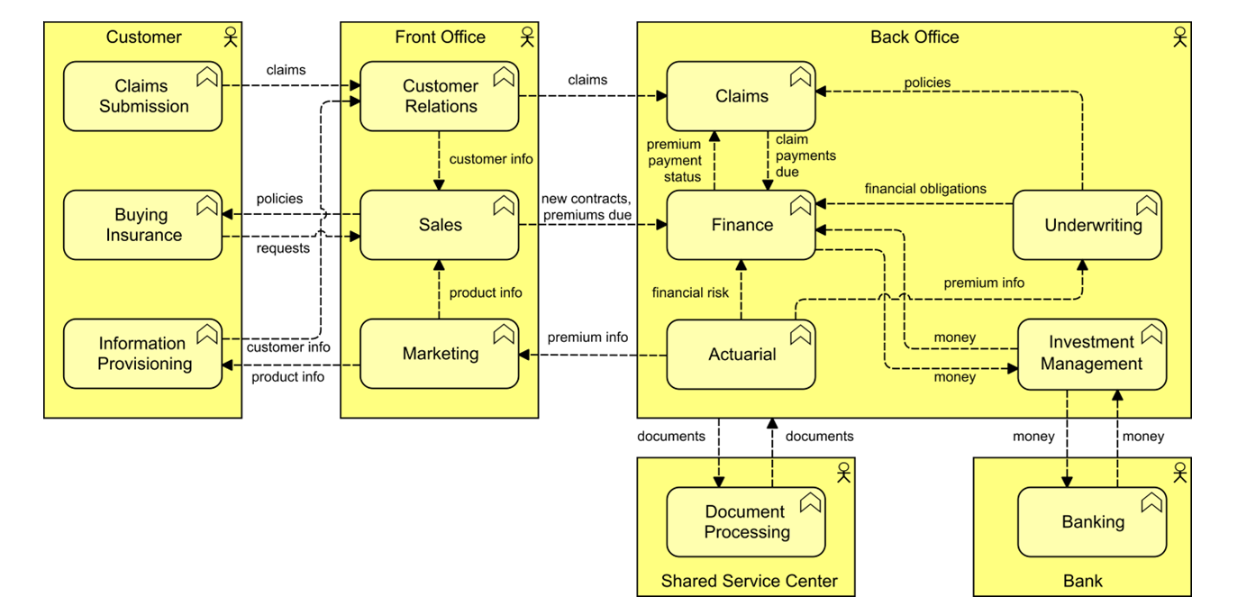 Customer
Front Office
Back Office
Claims
Submission
claims
Customer
Relations
claims
Claims
policies
customer info
premium
payment
status
claim
payments
due
Buying
Insurance
policies
requests
Sales
new contracts,
premiums due
Finance
financial obligations
Underwriting
product info
financial risk
premium info
Information
Provisioning
customer info
product info
Marketing
premium info
Actuarial
money
money
Investment
Management
documents
documents
money
money
Document
Processing
Shared Service Center
Banking
Bank